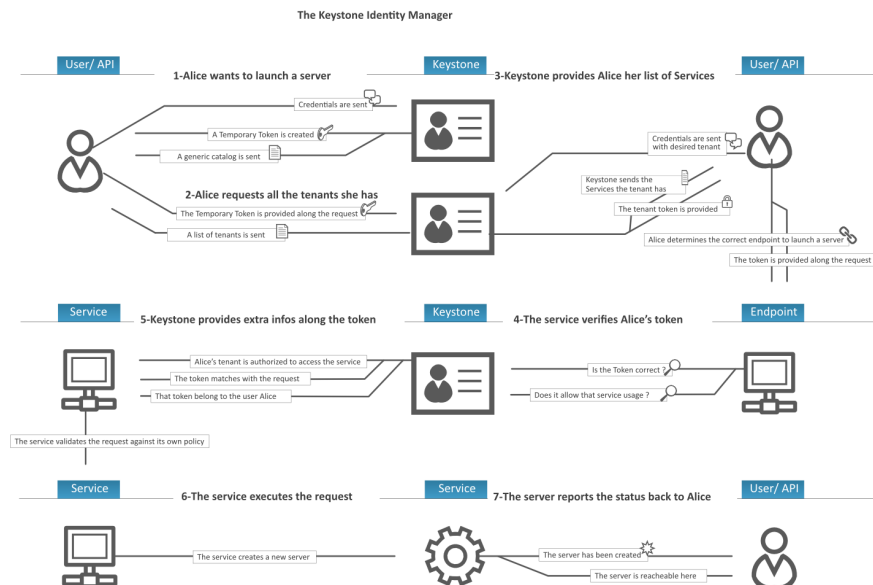 The Keystone Identity Manager
User/ API
Keystone
User/ API
1-Alice wants to launch a server
3-Keystone provides Alice her list of Services
Credentials are sent
A Temporary Token is created
A generic catalog is sent
Credentials are sent
with desired tenant
Keystone sends the
Services the tenant has
2-Alice requests all the tenants she has
The Temporary Token is provided along the request
The tenant token is provided
A list of tenants is sent
Alice determines the correct endpoint to launch a server
The token is provided along the request
Service
Keystone
Endpoint
5-Keystone provides extra infos along the token
4-The service verifies Alice's token
Alice's tenant is authorized to access the service
The token matches with the request
That token belong to the user Alice
Is the Token correct ?
Does it allow that service usage ?
The service validates the request against its own policy
Service
Service
User/ API
6-The service executes the request
7-The server reports the status back to Alice
The service creates a new server
The server has been created
The server is reacheable here